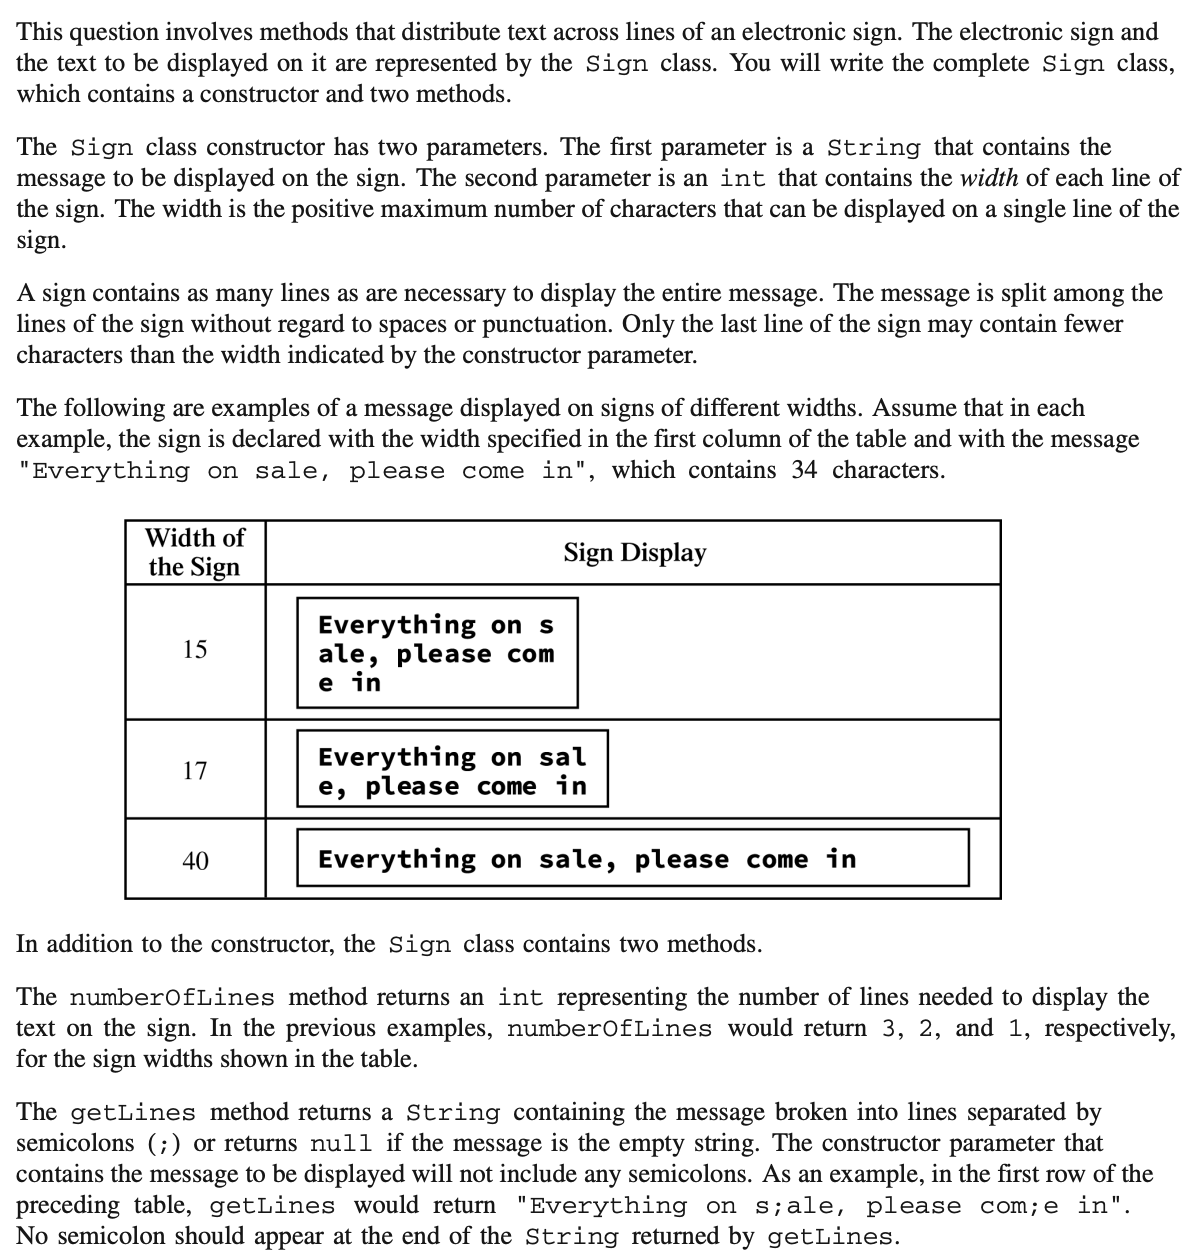 This question involves methods that distribute text across lines of an electronic sign. The electronic sign and
the text to be displayed on it are represented by the Sign class. You will write the complete Sign class,
which contains a constructor and two methods.
The Sign class constructor has two parameters. The first parameter is a String that contains the
message to be displayed on the sign. The second parameter is an int that contains the width of each line of
the sign. The width is the positive maximum number of characters that can be displayed on a single line of the
sign.
A sign contains as many lines as are necessary to display the entire message. The message is split among the
lines of the sign without regard to spaces or punctuation. Only the last line of the sign may contain fewer
characters than the width indicated by the constructor parameter.
The following are examples of a message displayed on signs of different widths. Assume that in each
example, the sign is declared with the width specified in the first column of the table and with the message
"Everything on sale, please come in", which contains 34 characters.
Width of
the Sign
Sign Display
15
Everything on s
ale, please com
e in
17
Everything on sal
e, please come in
40
Everything on sale, please come in
In addition to the constructor, the Sign class contains two methods.
The numberOfLines method returns an int representing the number of lines needed to display the
text on the sign. In the previous examples, numberOfLines would return 3, 2, and 1, respectively,
for the sign widths shown in the table.
The getLines method returns a String containing the message broken into lines separated by
semicolons (;) or returns null if the message is the empty string. The constructor parameter that
contains the message to be displayed will not include any semicolons. As an example, in the first row of the
preceding table, getLines would return "Everything on s;ale, please com;e in".
No semicolon should appear at the end of the String returned by getLines.